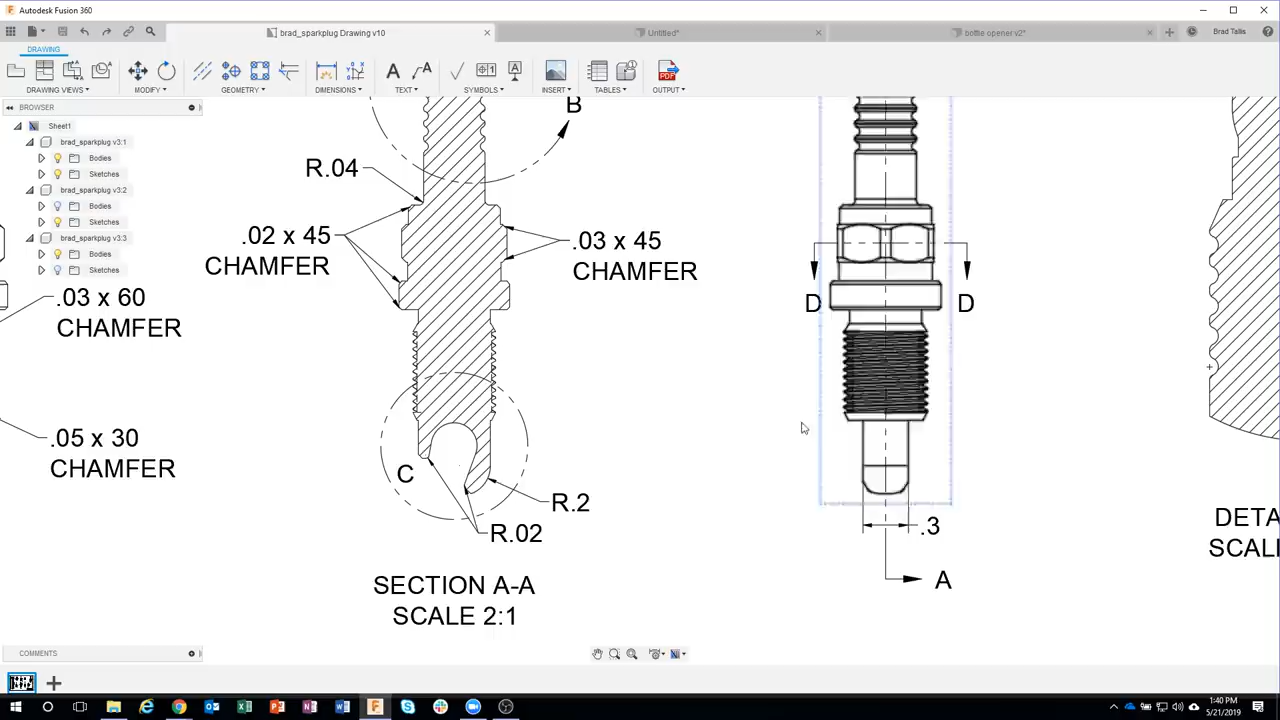 Autodesk Fusion 360
brad_sparkplug Drawing v10
Untitled*
bottle opener v2*
Brad Tallis
DRAWING
DRAWING VIEWS
MODIFY
GEOMETRY
DIMENSIONS
TEXT
SYMBOLS
INSERT
TABLES
OUTPUT
PDF
BROWSER
Sheet1
brad_sparkplug v3:1
Bodies
Sketches
brad_sparkplug v3:2
Bodies
Sketches
brad_sparkplug v3:3
Bodies
Sketches
B
R.04
.02 x 45
CHAMFER
.03 x 45
CHAMFER
.03 x 60
CHAMFER
.05 x 30
CHAMFER
C
R.2
R.02
SECTION A-A
SCALE 2:1
D
D
.3
A
DETA
SCALE
COMMENTS
1:40 PM
5/21/2019